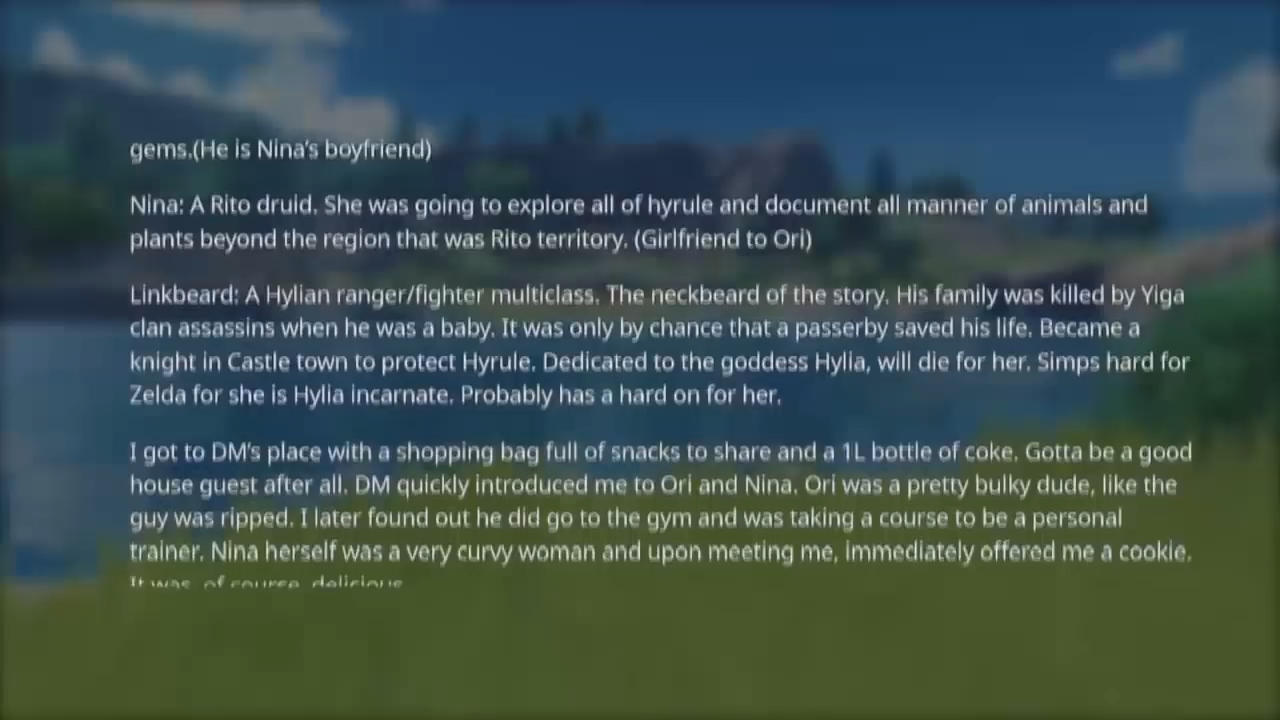 gems.(He is Nina's boyfriend)
Nina: A Rito druid. She was going to explore all of hyrule and document all manner of animals and
plants beyond the region that was Rito territory. (Girlfriend to Ori)
Linkbeard: A Hylian ranger/fighter multiclass. The neckbeard of the story. His family was killed by Yiga
clan assassins when he was a baby. It was only by chance that a passerby saved his life. Became a
knight in Castle town to protect Hyrule. Dedicated to the goddess Hylia, will die for her. Simps hard for
Zelda for she is Hylia incarnate. Probably has a hard on for her.
I got to DM's place with a shopping bag full of snacks to share and a 1L bottle of coke. Gotta be a good
house guest after all. DM quickly introduced me to Ori and Nina. Ori was a pretty bulky dude, like the
guy was ripped. I later found out he did go to the gym and was taking a course to be a personal
trainer. Nina herself was a very curvy woman and upon meeting me, immediately offered me a cookie.
It was, of course, delicious